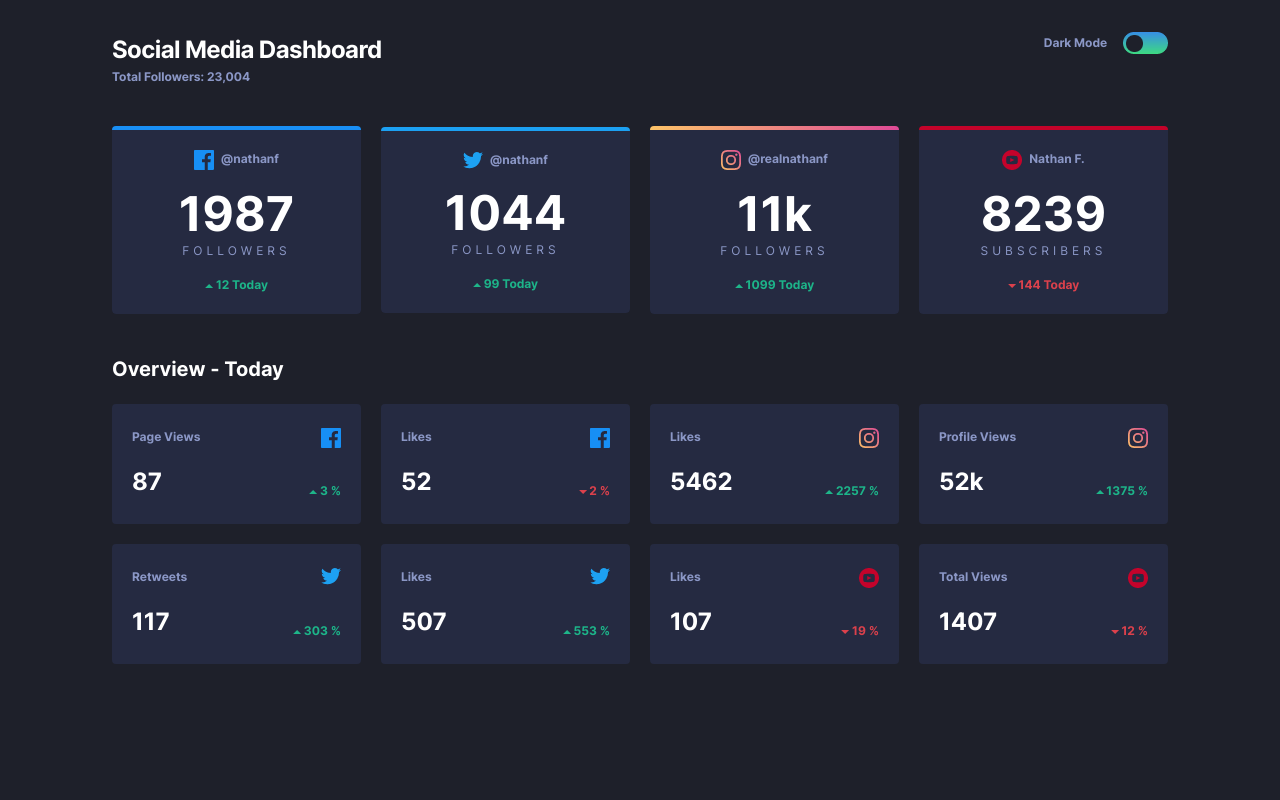 Social Media Dashboard
Total Followers: 23,004
Dark Mode
@nathanf
1987
FOLLOWERS
12 Today
@nathanf
1044
FOLLOWERS
99 Today
@realnathanf
11k
FOLLOWERS
1099 Today
Nathan F.
8239
SUBSCRIBERS
144 Today
Overview - Today
Page Views
87
3 %
Likes
52
2 %
Likes
5462
2257 %
Profile Views
52k
1375 %
Retweets
117
303 %
Likes
507
553 %
Likes
107
19 %
Total Views
1407
12 %